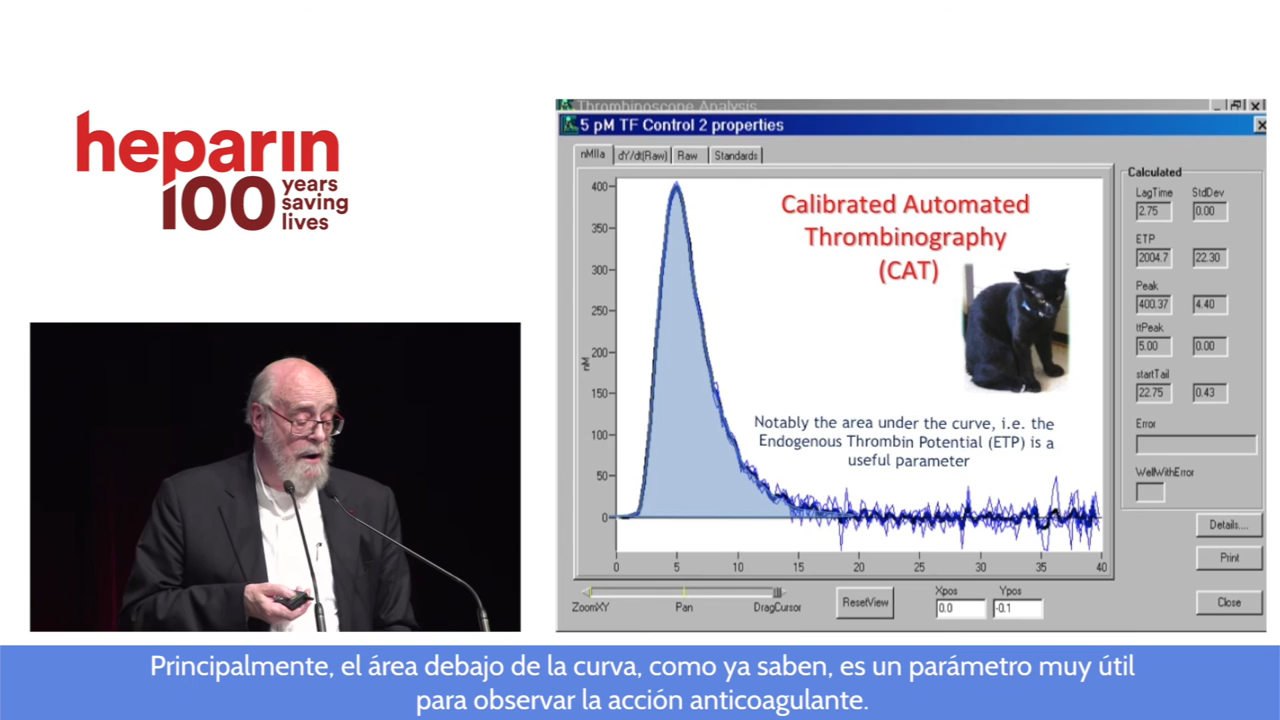 heparin
100 years
saving
lives
Thrombinoscope Analysis
5 pM TF Control 2 properties
nMIIa
dY/dt(Raw)
Raw
Standards
Calibrated Automated
Thrombinography
(CAT)
Notably the area under the curve, i.e. the
Endogenous Thrombin Potential (ETP) is a
useful parameter
nM
400
350
300
250
200
150
100
50
0
0 5 10 15 20 25 30 35 40
Calculated
LagTime StdDev
2.75 0.00
ETP
2004.7 22.30
Peak
400.37 4.40
ttPeak
5.00 0.00
startTail
22.75 0.43
Error
WellWithError
Details....
Print
Close
ZoomXY Pan DragCursor
ResetView
Xpos Ypos
0.0 -0.1
Principalmente, el área debajo de la curva, como ya saben, es un parámetro muy útil
para observar la acción anticoagulante.